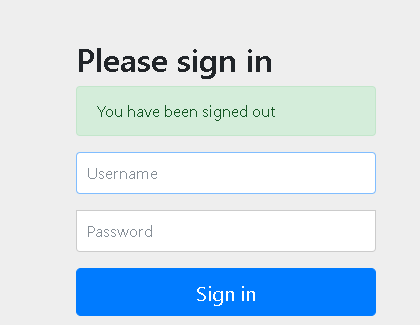 Please sign in
You have been signed out
Username
Password
Sign in